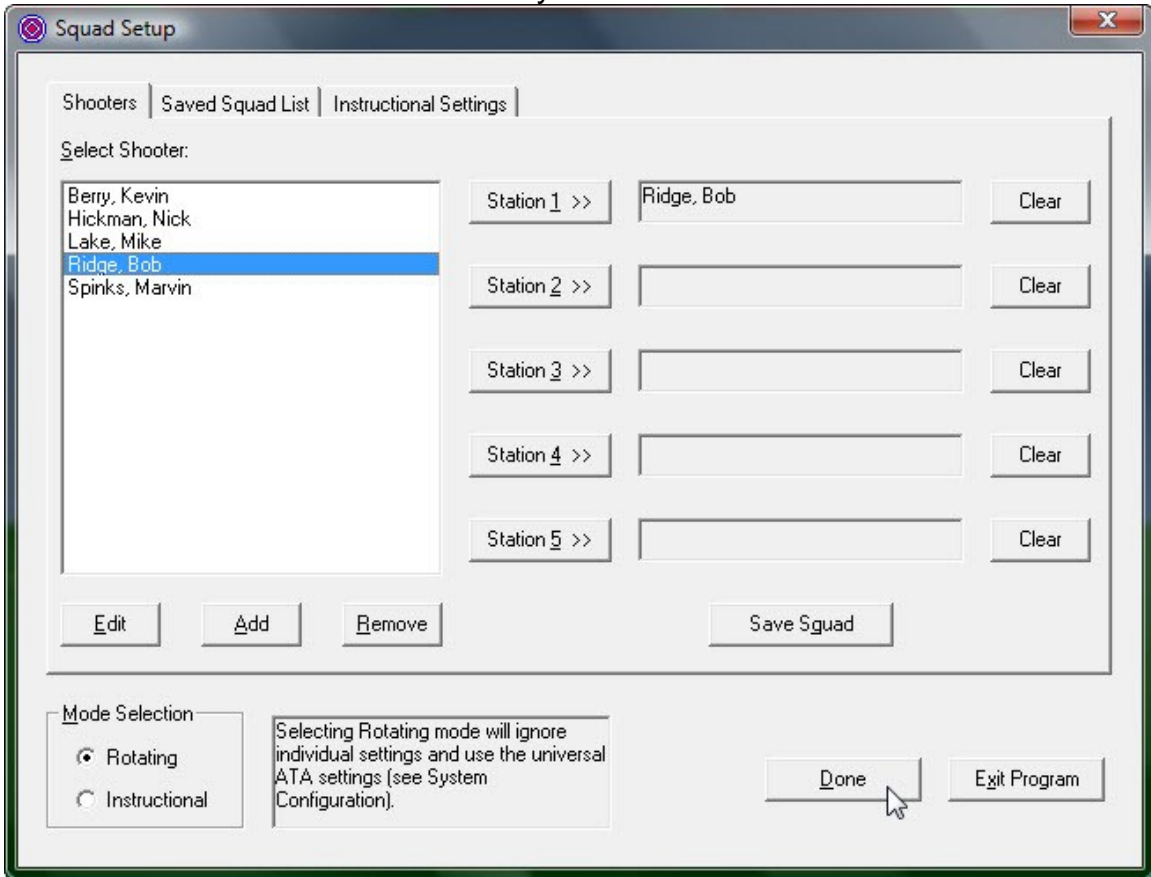 Squad Setup
Shooters
Saved Squad List
Instructional Settings
Select Shooter:
Berry, Kevin
Hickman, Nick
Lake, Mike
Ridge, Bob
Spinks, Marvin
Station 1 >>
Ridge, Bob
Clear
Station 2 >>
Clear
Station 3 >>
Clear
Station 4 >>
Clear
Station 5 >>
Clear
Edit
Add
Remove
Save Squad
Mode Selection
Rotating
Instructional
Selecting Rotating mode will ignore
individual settings and use the universal
ATA settings (see System
Configuration).
Done
Exit Program